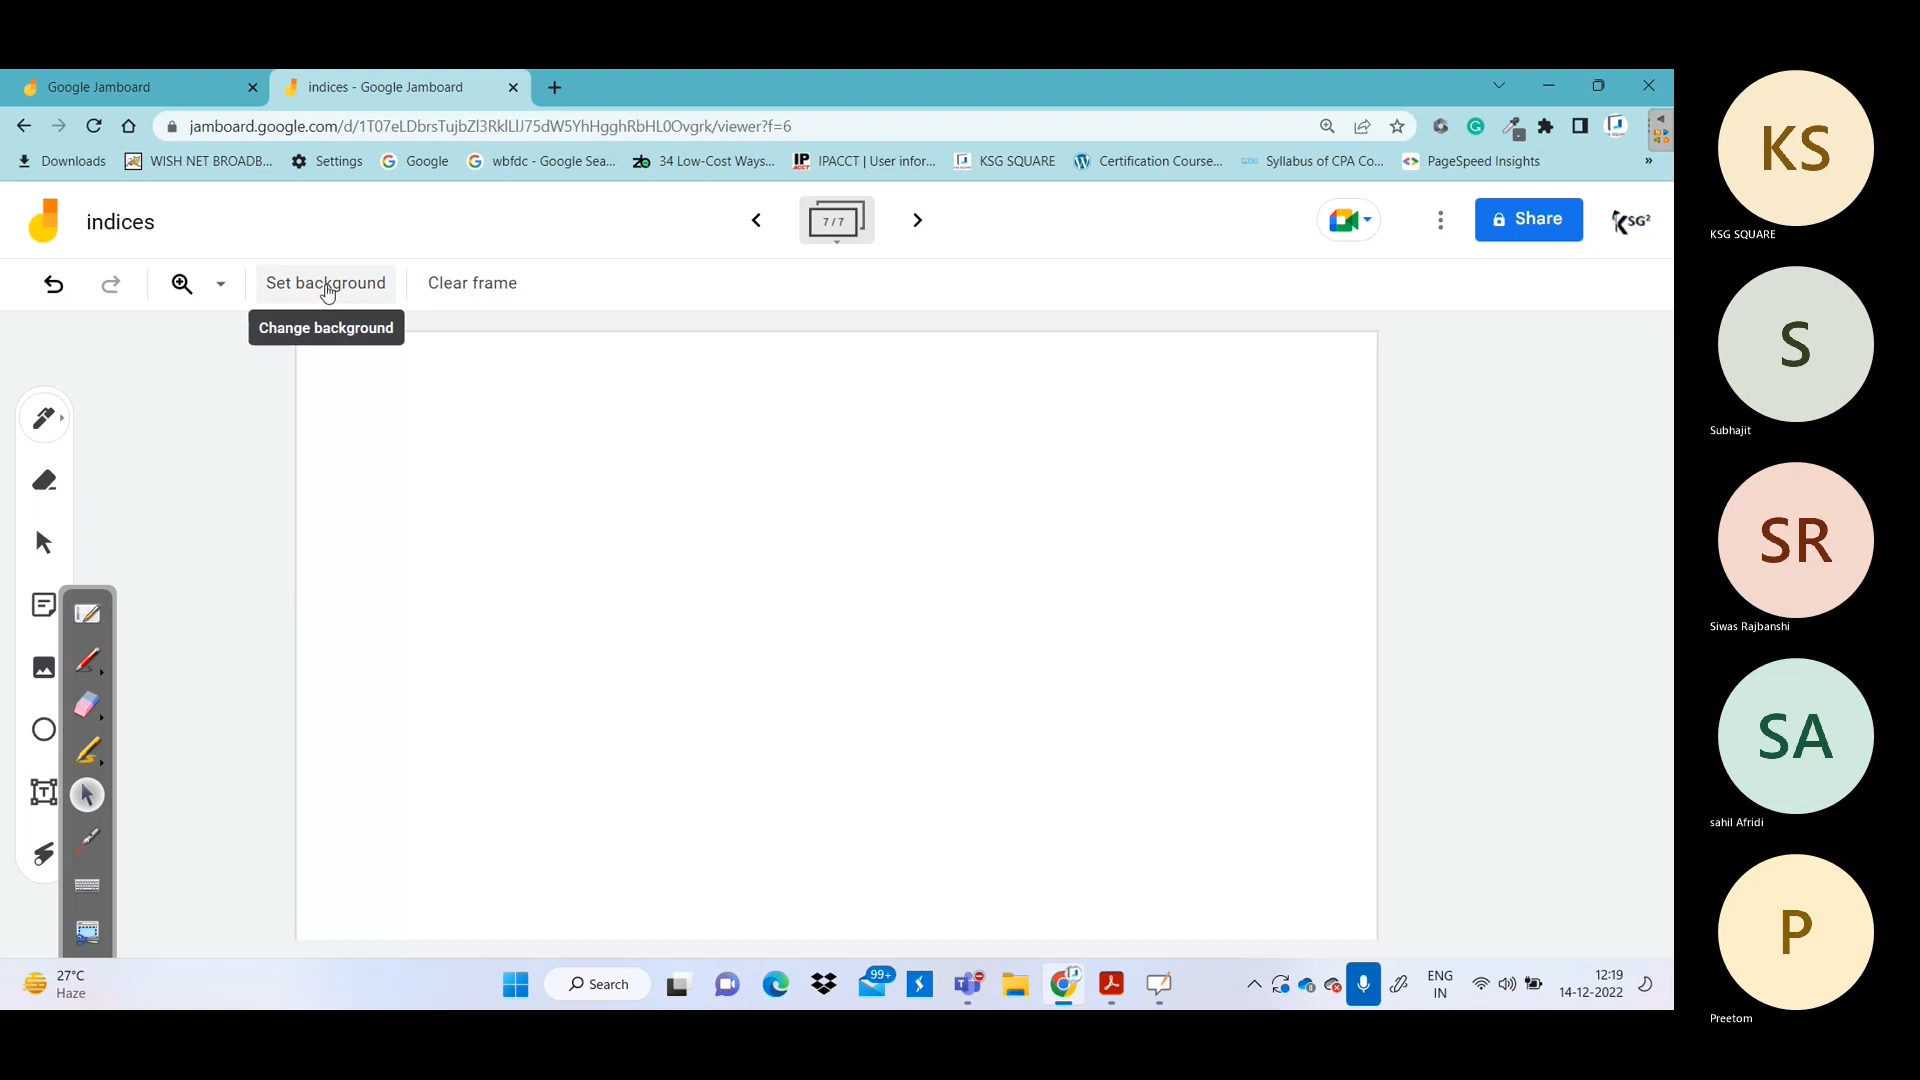 Google Jamboard
indices - Google Jamboard
jamboard.google.com/d/1T07eLDbrsTujbZl3RklLlJ75dW5YhHgghRbHL0Ovgrk/viewer?f=6
Downloads
WISH NET BROADB...
Settings
Google
wbfdc - Google Sea...
34 Low-Cost Ways...
IPACCT | User infor...
KSG SQUARE
Certification Course...
Syllabus of CPA Co...
PageSpeed Insights
»
indices
7 / 7
Share
KSG²
Set background
Clear frame
Change background
27°C
Haze
Search
99+
ENG
IN
12:19
14-12-2022
KS
KSG SQUARE
S
Subhajit
SR
Siwas Rajbanshi
SA
sahil Afridi
P
Preetom